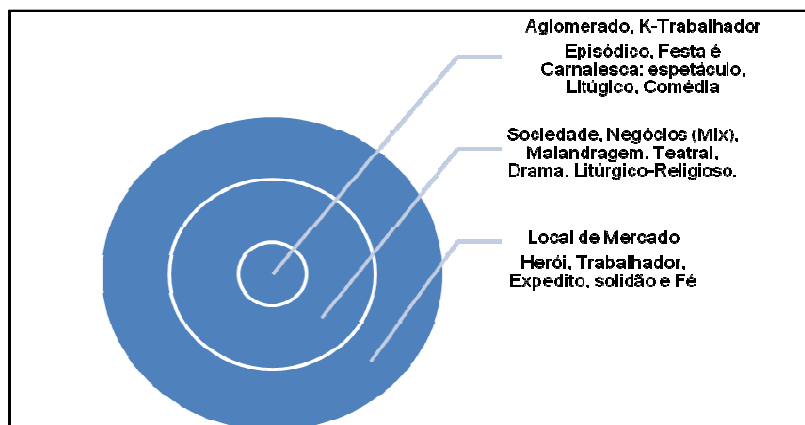 Aglomerado, K-Trabalhador
Episódico, Festa é
Carnalesca: espetáculo,
Litúgico, Comédia
Sociedade, Negócios (Mix),
Malandragem. Teatral,
Drama. Litúrgico-Religioso.
Local de Mercado
Herói, Trabalhador,
Expedito, solidão e Fé